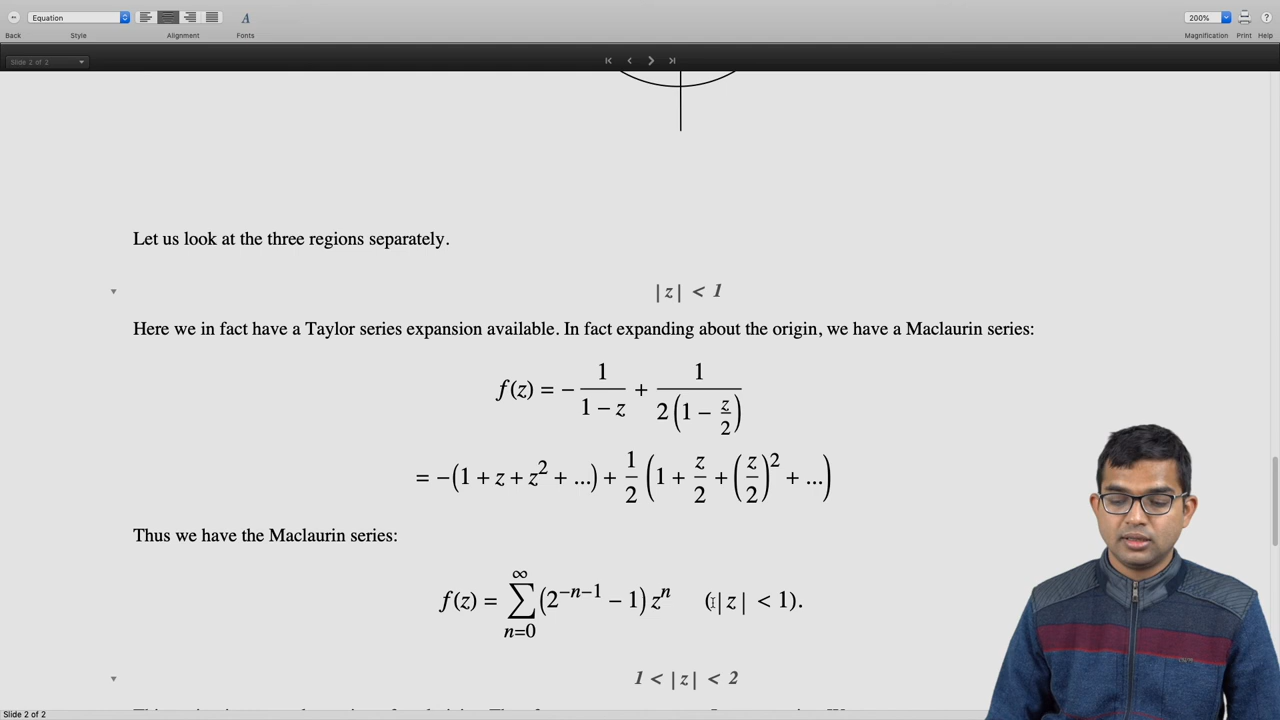 Equation
200%
Back
Style
Alignment
Fonts
Magnification
Print
Help
Slide 2 of 2
Let us look at the three regions separately.
|z| < 1
Here we in fact have a Taylor series expansion available. In fact expanding about the origin, we have a Maclaurin series:
f(z) = − 1/(1 − z) + 1/(2(1 − z/2))
= −(1 + z + z² + ...) + 1/2 (1 + z/2 + (z/2)² + ...)
Thus we have the Maclaurin series:
f(z) = ∑_{n=0}^{∞} (2^{−n−1} − 1) zⁿ (|z| < 1).
1 < |z| < 2
Slide 2 of 2